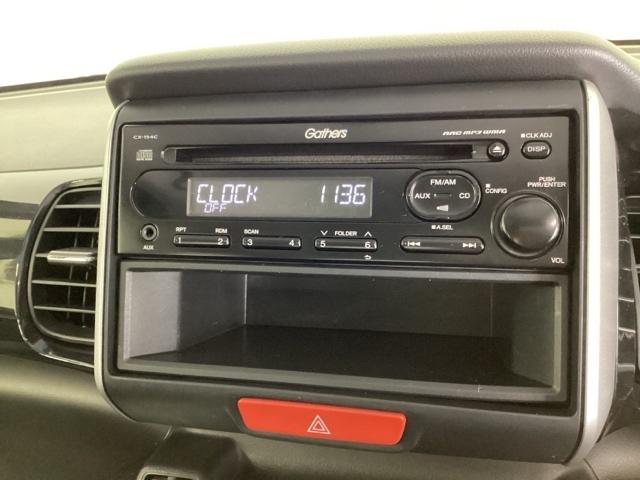 CX-154C
Gathers
AAC MP3 WMA
CLK ADJ
DISP
CLOCK 1136
OFF
FM/AM
AUX CD
CONFIG
PUSH
PWR/ENTER
VOL
A.SEL
AUX
RPT RDM SCAN FOLDER
1 2 3 4 5 6